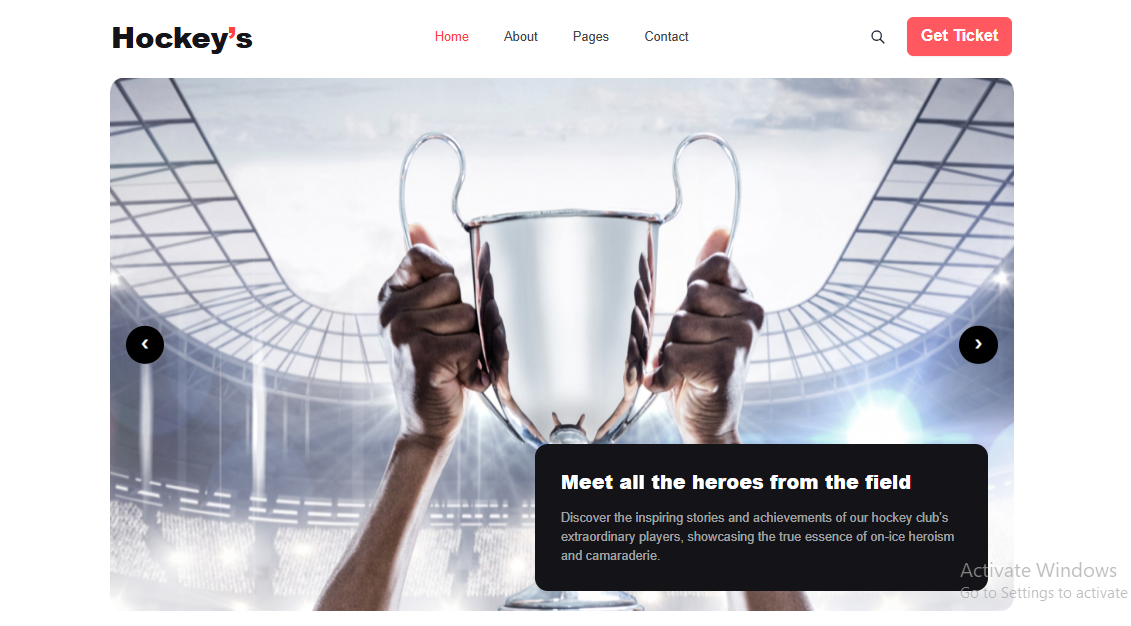 Hockey’s
Home About Pages Contact
Get Ticket
‹ ›
Meet all the heroes from the field
Discover the inspiring stories and achievements of our hockey club’s
extraordinary players, showcasing the true essence of on-ice heroism
and camaraderie.
Activate Windows
Go to Settings to activate